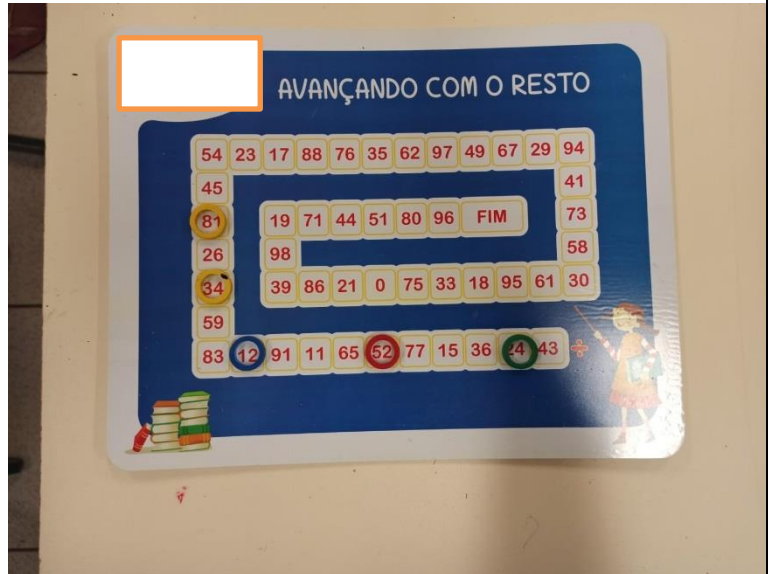 AVANÇANDO COM O RESTO
54 23 17 88 76 35 62 97 49 67 29 94
45 41
81 19 71 44 51 80 96 FIM 73
26 98 58
34 39 86 21 0 75 33 18 95 61 30
59
83 12 91 11 65 52 77 15 36 24 43 ÷